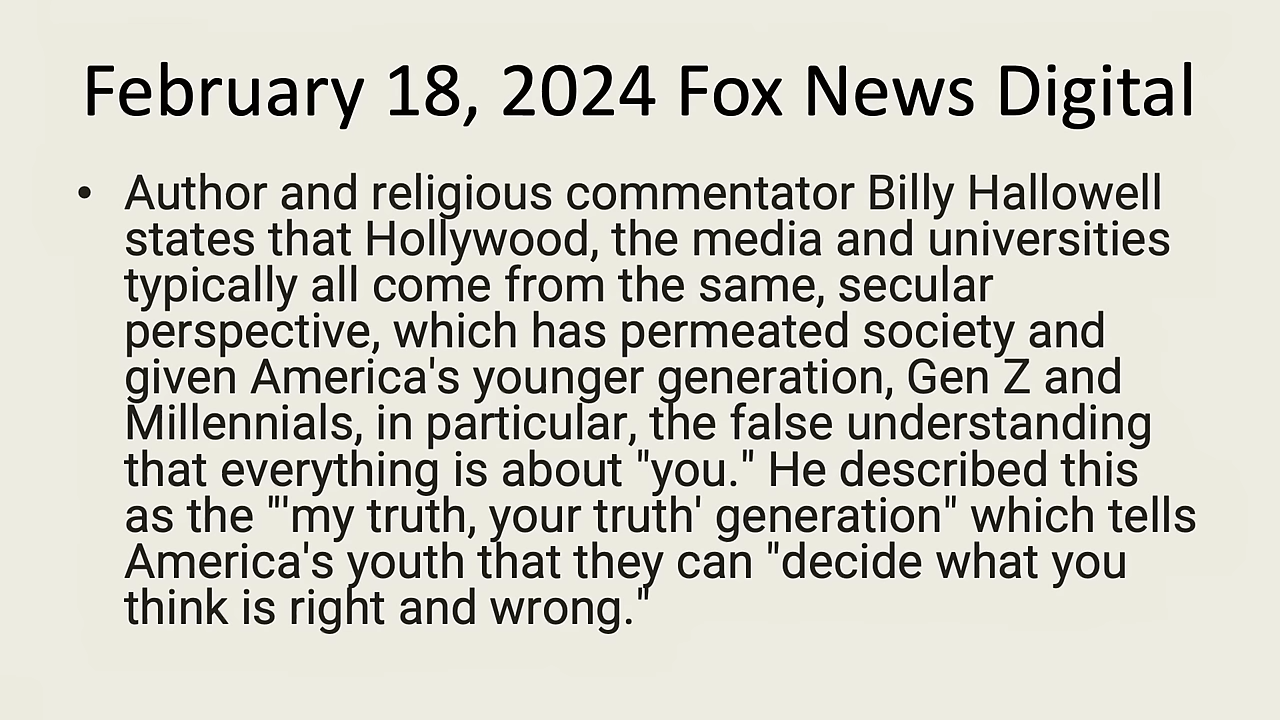 February 18, 2024 Fox News Digital
• Author and religious commentator Billy Hallowell
states that Hollywood, the media and universities
typically all come from the same, secular
perspective, which has permeated society and
given America's younger generation, Gen Z and
Millennials, in particular, the false understanding
that everything is about "you." He described this
as the "'my truth, your truth' generation" which tells
America's youth that they can "decide what you
think is right and wrong."